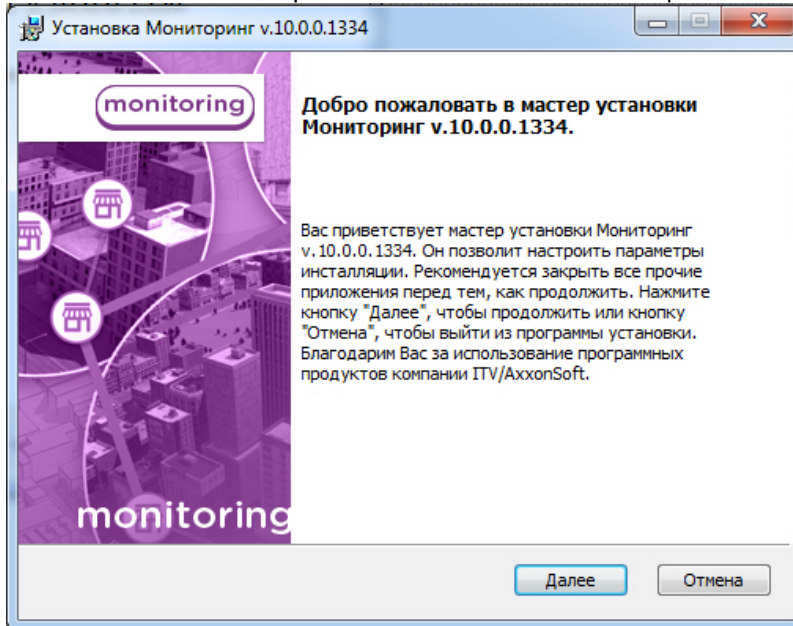 Установка Мониторинг v.10.0.0.1334
monitoring
Добро пожаловать в мастер установки
Мониторинг v.10.0.0.1334.
Вас приветствует мастер установки Мониторинг
v.10.0.0.1334. Он позволит настроить параметры
инсталляции. Рекомендуется закрыть все прочие
приложения перед тем, как продолжить. Нажмите
кнопку "Далее", чтобы продолжить или кнопку
"Отмена", чтобы выйти из программы установки.
Благодарим Вас за использование программных
продуктов компании ITV/AxxonSoft.
monitoring
Далее
Отмена